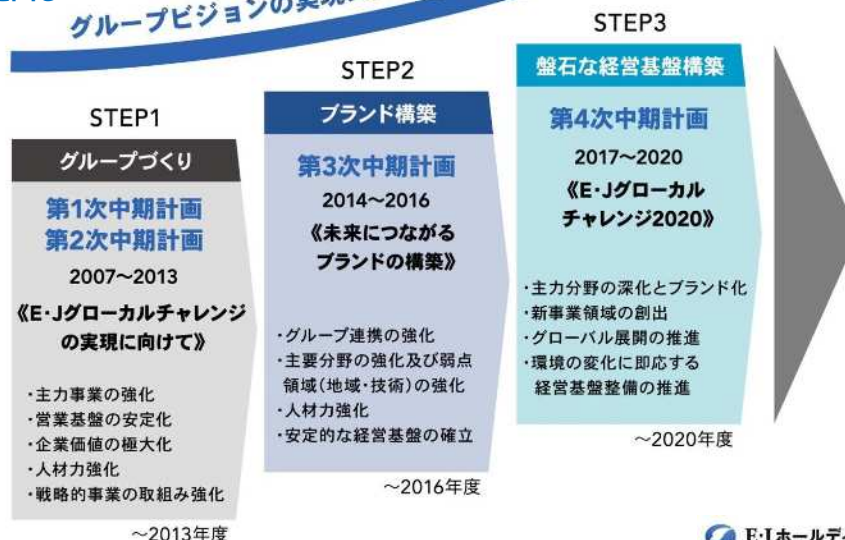 グループビジョンの実現
STEP1
グループづくり
第1次中期計画
第2次中期計画
2007〜2013
《E・Jグローカルチャレンジ
の実現に向けて》
・主力事業の強化
・営業基盤の安定化
・企業価値の極大化
・人材力強化
・戦略的事業の取組み強化
〜2013年度
STEP2
ブランド構築
第3次中期計画
2014〜2016
《未来につながる
ブランドの構築》
・グループ連携の強化
・主要分野の強化及び弱点
領域(地域・技術)の強化
・人材力強化
・安定的な経営基盤の確立
〜2016年度
STEP3
盤石な経営基盤構築
第4次中期計画
2017〜2020
《E・Jグローカル
チャレンジ2020》
・主力分野の深化とブランド化
・新事業領域の創出
・グローバル展開の推進
・環境の変化に即応する
経営基盤整備の推進
〜2020年度
E・Jホールデ